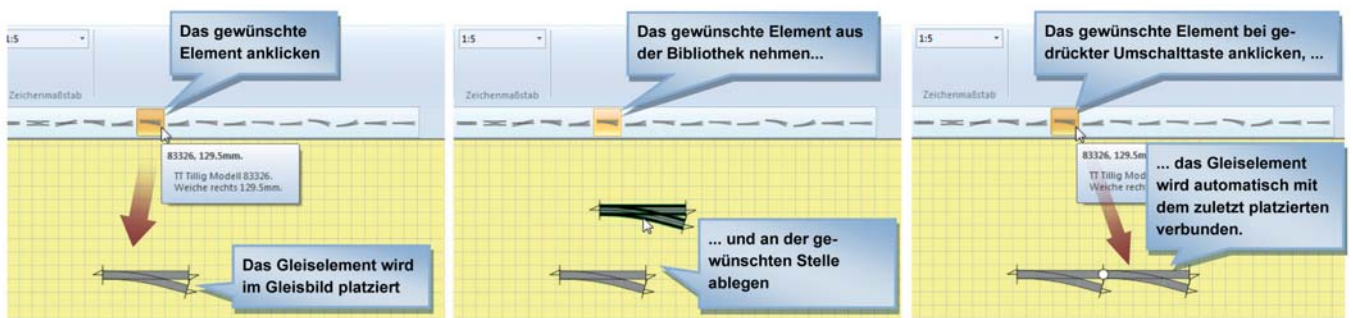 1:5
Das gewünschte
Element anklicken
Zeichenmaßstab
83326, 129.5mm.
TT Tillig Modell 83326.
Weiche rechts 129.5mm.
Das Gleiselement wird
im Gleisbild platziert
1:5
Das gewünschte Element aus
der Bibliothek nehmen...
Zeichenmaßstab
... und an der ge-
wünschten Stelle
ablegen
1:5
Das gewünschte Element bei ge-
drückter Umschalttaste anklicken, ...
Zeichenmaßstab
83326, 129.5m
TT Tillig Mod
Weiche rech
... das Gleiselement
wird automatisch mit
dem zuletzt platzierten
verbunden.